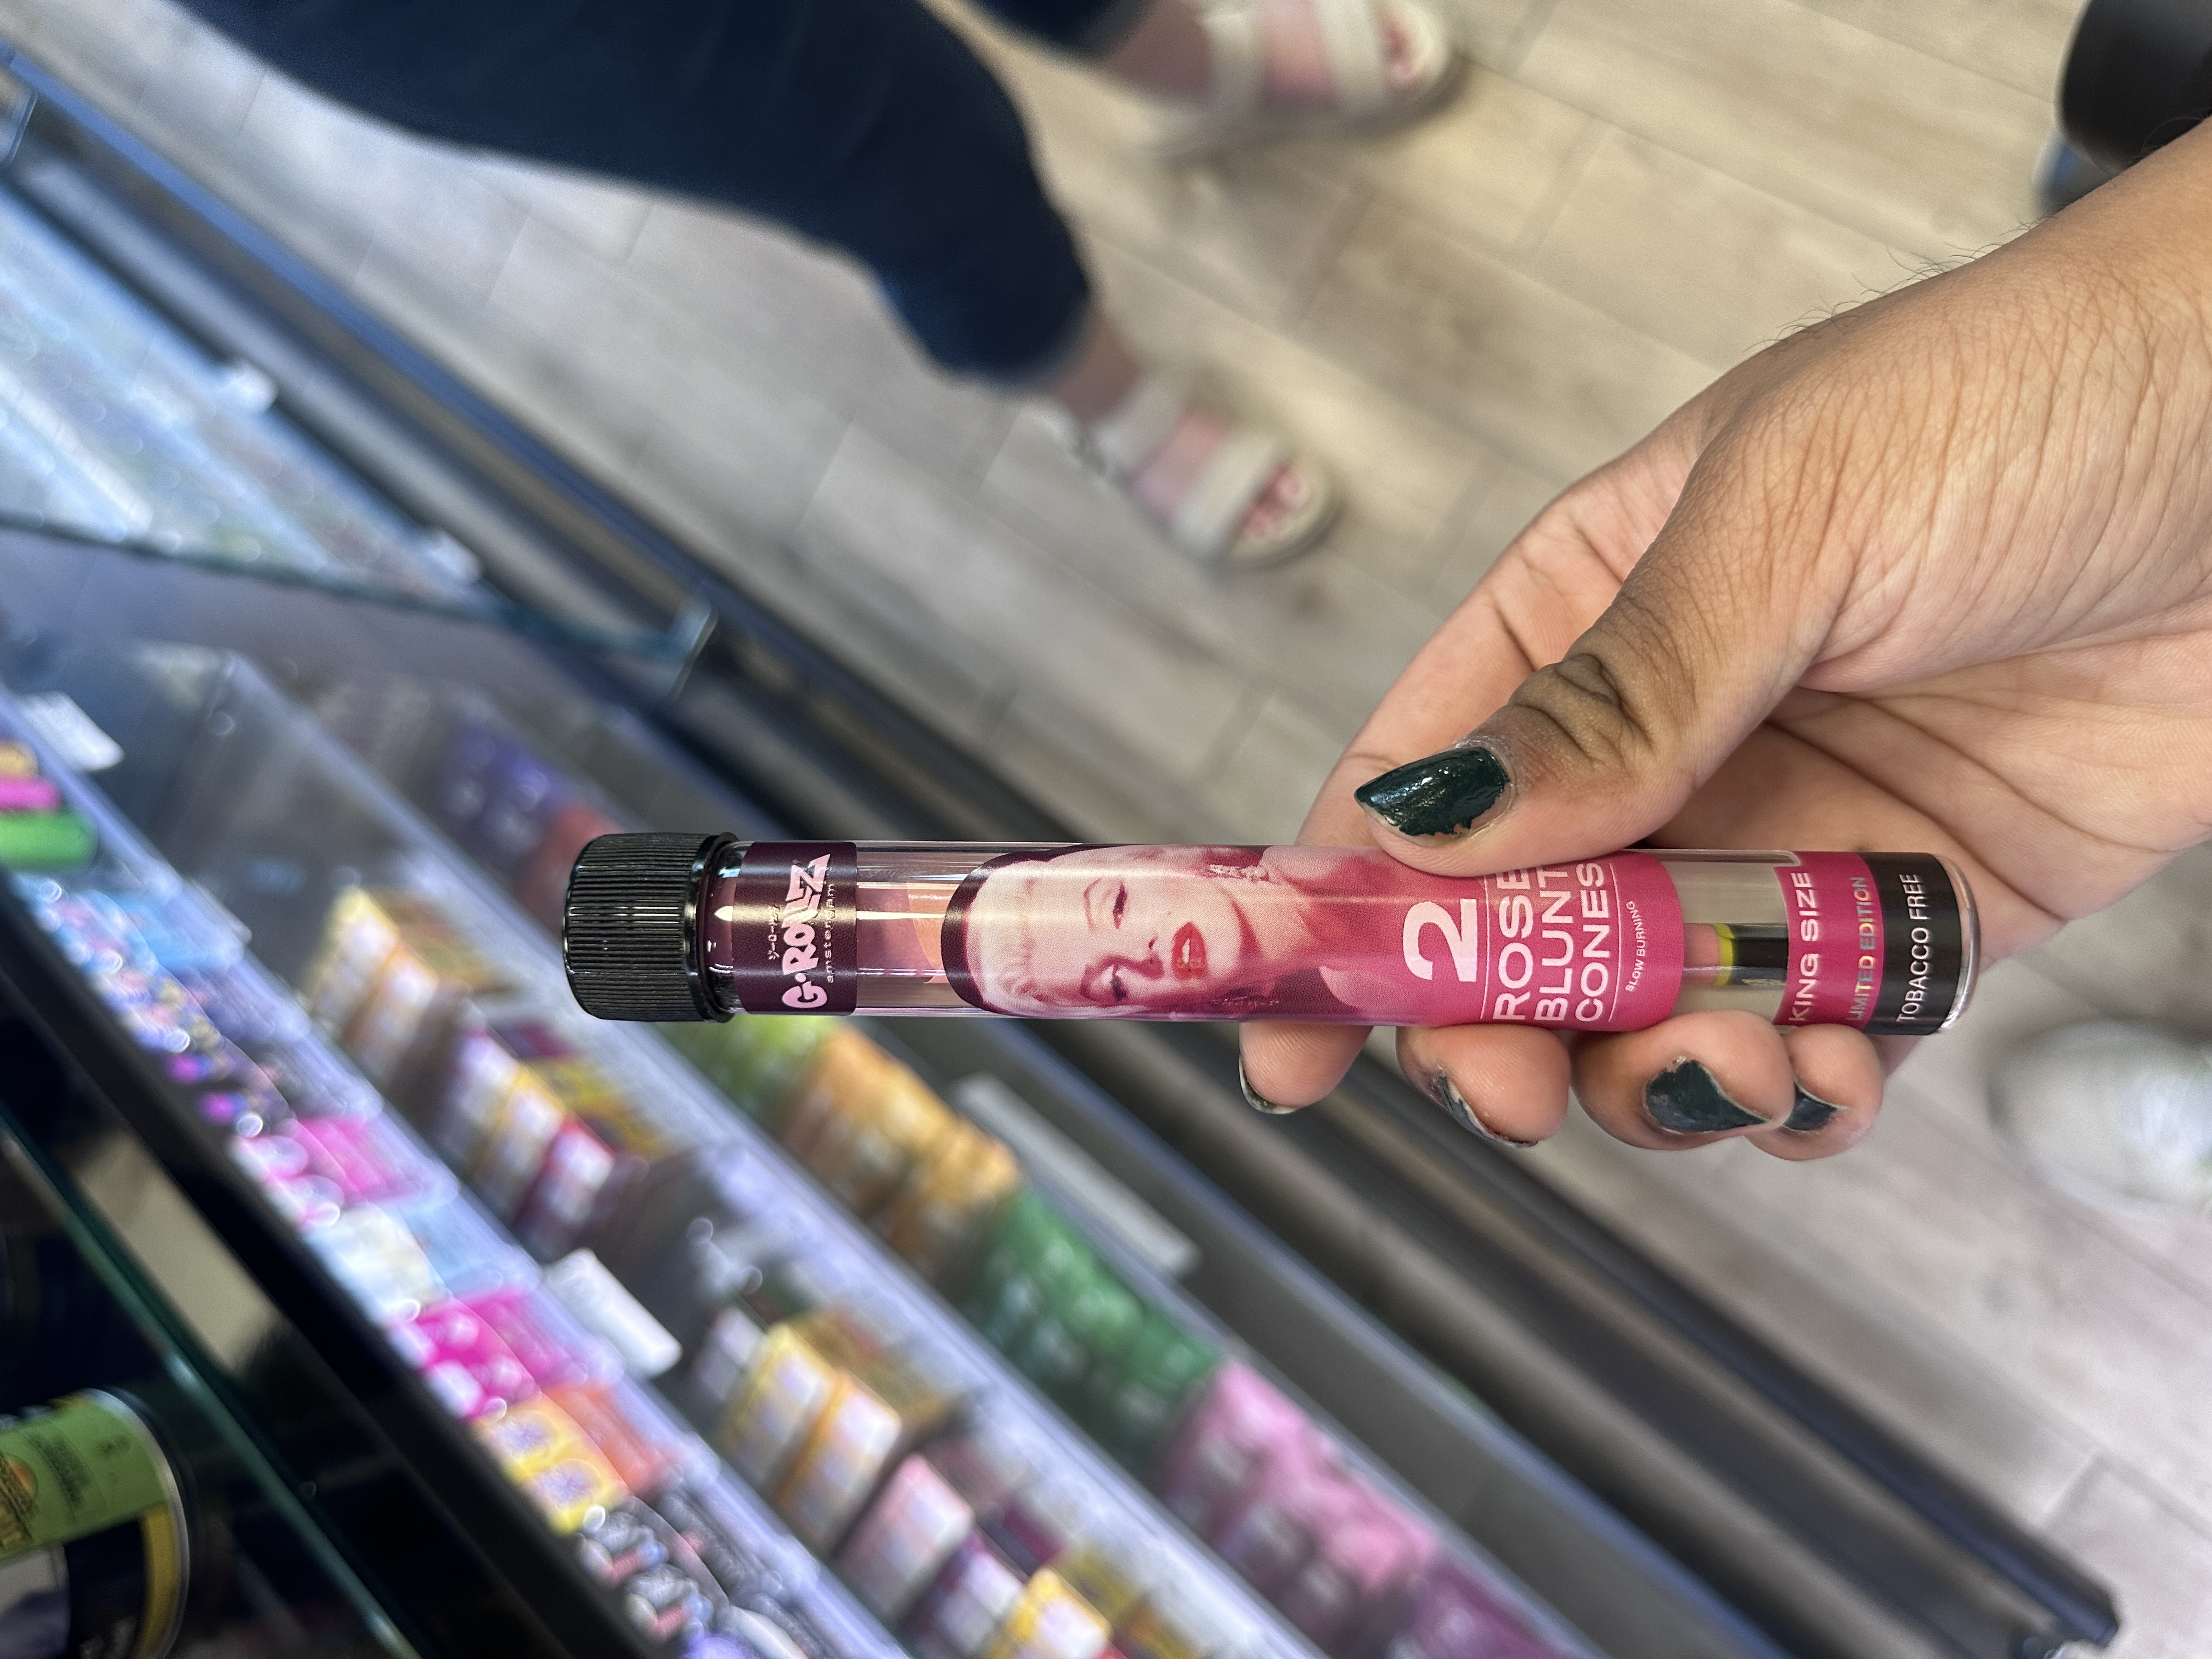 G-ROLLZ
amsterdam
2
ROSE
BLUNT
CONES
SLOW BURNING
KING SIZE
LIMITED EDITION
TOBACCO FREE